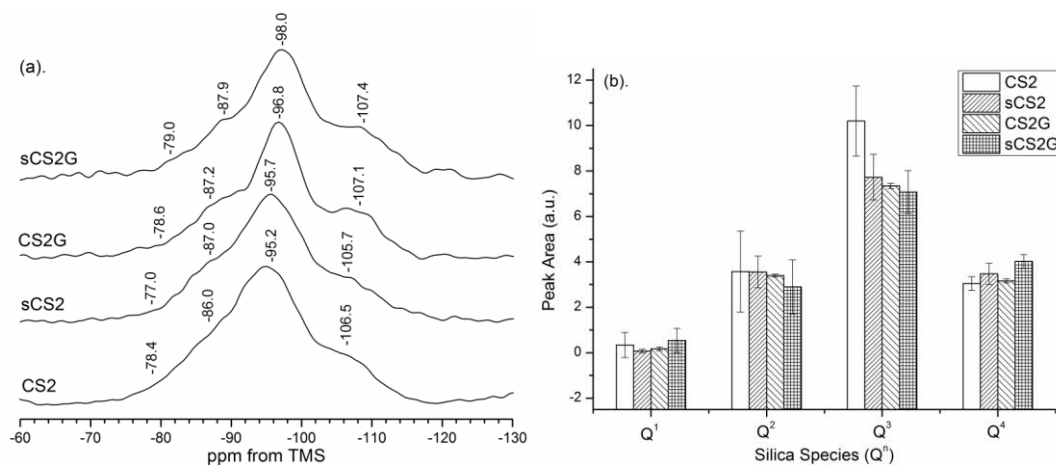 (a).
-98.0
-79.0
-87.9
-107.4
sCS2G
-96.8
-78.6
-87.2
-107.1
CS2G
-95.7
-77.0
-87.0
-105.7
sCS2
-95.2
-78.4
-86.0
-106.5
CS2
-60 -70 -80 -90 -100 -110 -120 -130
ppm from TMS
(b).
CS2
sCS2
CS2G
sCS2G
12
10
8
6
4
2
0
-2
Peak Area (a.u.)
Q¹ Q² Q³ Q⁴
Silica Species (Qⁿ)